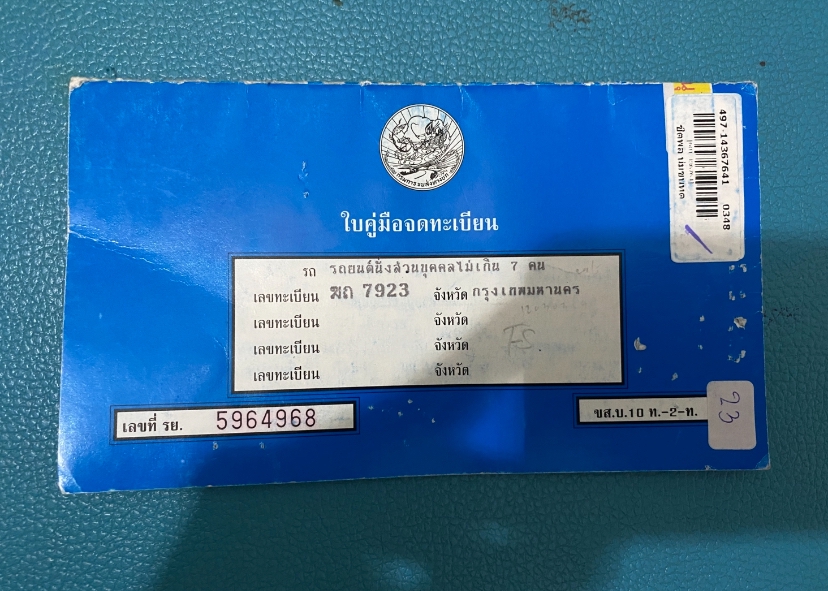 ใบคู่มือจดทะเบียน
รถ รถยนต์นั่งส่วนบุคคลไม่เกิน 7 คน
เลขทะเบียน ฆถ 7923 จังหวัด กรุงเทพมหานคร
เลขทะเบียน จังหวัด
เลขทะเบียน จังหวัด FS.
เลขทะเบียน จังหวัด
เลขที่ รย. 5964968
ขส.บ.10 ท.-2-ท.
23
497-14367641 0348